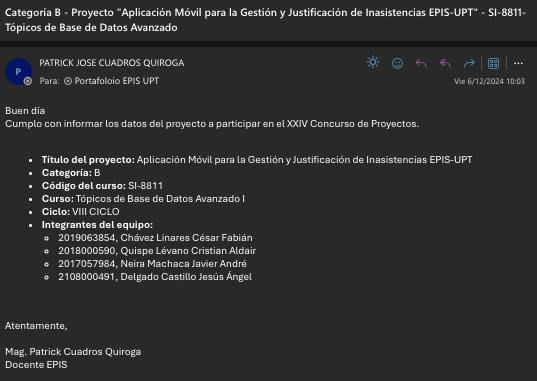 Categoría B - Proyecto "Aplicación Móvil para la Gestión y Justificación de Inasistencias EPIS-UPT" - SI-8811-
Tópicos de Base de Datos Avanzado
PATRICK JOSE CUADROS QUIROGA
P
Para: Portafoloio EPIS UPT
Vie 6/12/2024 10:03
Buen día
Cumplo con informar los datos del proyecto a participar en el XXIV Concurso de Proyectos.
• Título del proyecto: Aplicación Móvil para la Gestión y Justificación de Inasistencias EPIS-UPT
• Categoría: B
• Código del curso: SI-8811
• Curso: Tópicos de Base de Datos Avanzado I
• Ciclo: VIII CICLO
• Integrantes del equipo:
○ 2019063854, Chávez Linares César Fabián
○ 2018000590, Quispe Lévano Cristian Aldair
○ 2017057984, Neira Machaca Javier André
○ 2108000491, Delgado Castillo Jesús Ángel
Atentamente,
Mag. Patrick Cuadros Quiroga
Docente EPIS